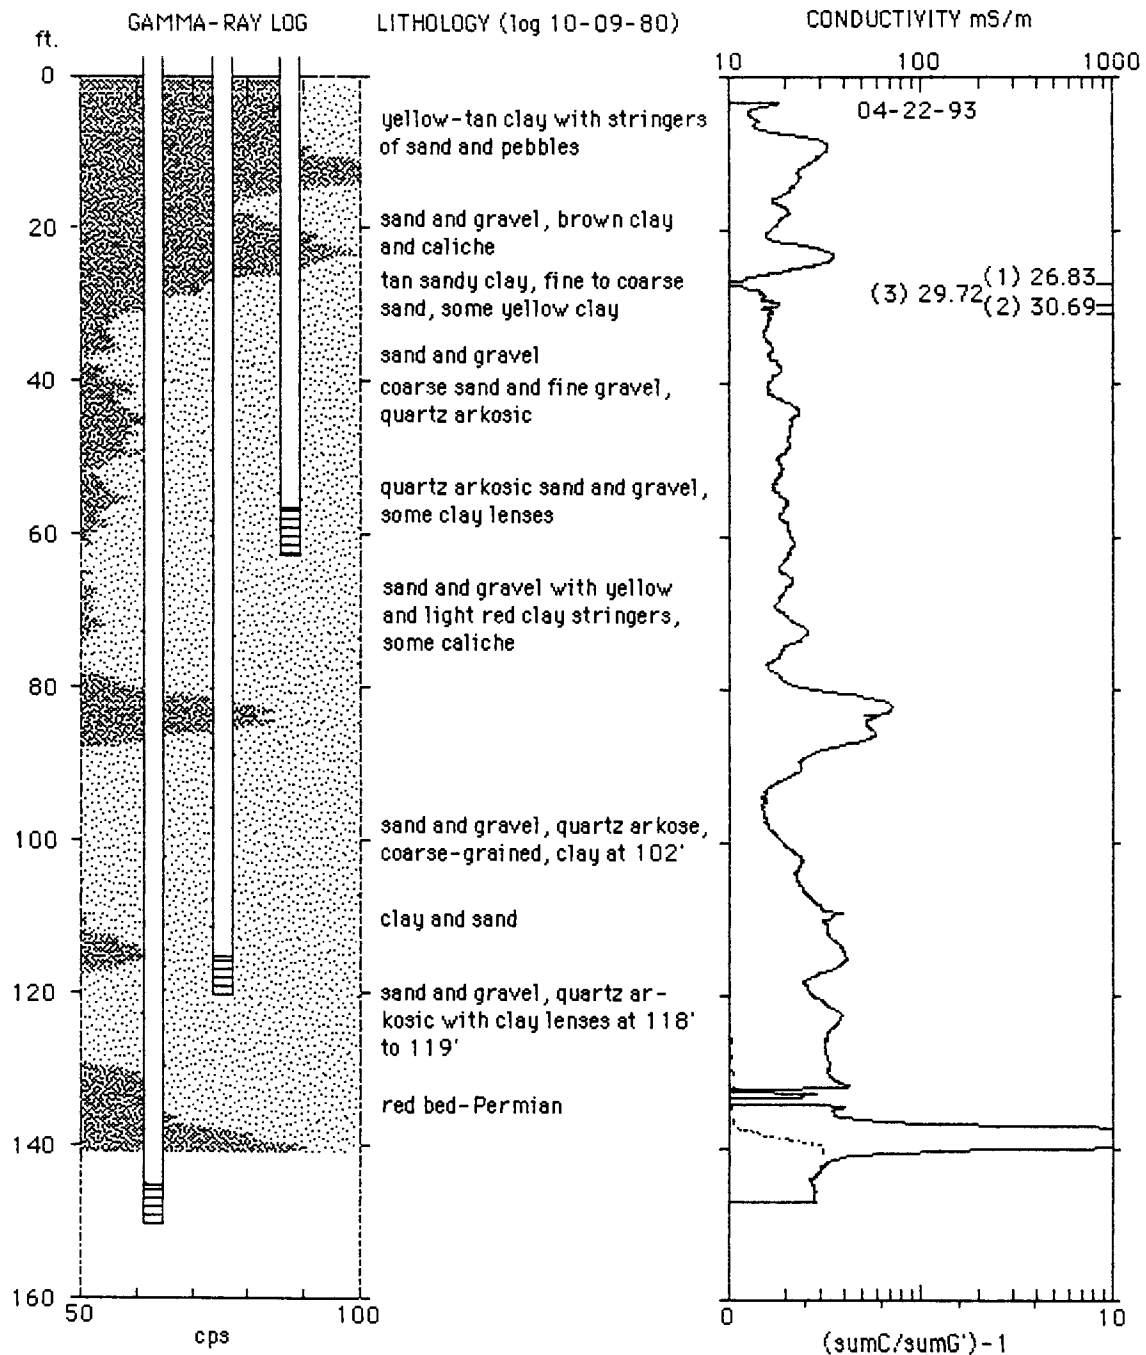 GAMMA-RAY LOG
LITHOLOGY (log 10-09-80)
CONDUCTIVITY mS/m
ft.
10 100 1000
0
04-22-93
yellow-tan clay with stringers
of sand and pebbles
20
sand and gravel, brown clay
and caliche
tan sandy clay, fine to coarse
sand, some yellow clay
(1) 26.83
(3) 29.72
(2) 30.69
sand and gravel
40
coarse sand and fine gravel,
quartz arkosic
quartz arkosic sand and gravel,
some clay lenses
60
sand and gravel with yellow
and light red clay stringers,
some caliche
80
100
sand and gravel, quartz arkose,
coarse-grained, clay at 102'
clay and sand
120
sand and gravel, quartz ar-
kosic with clay lenses at 118'
to 119'
red bed-Permian
140
160
50 100
cps
0 10
(sumC/sumG')-1